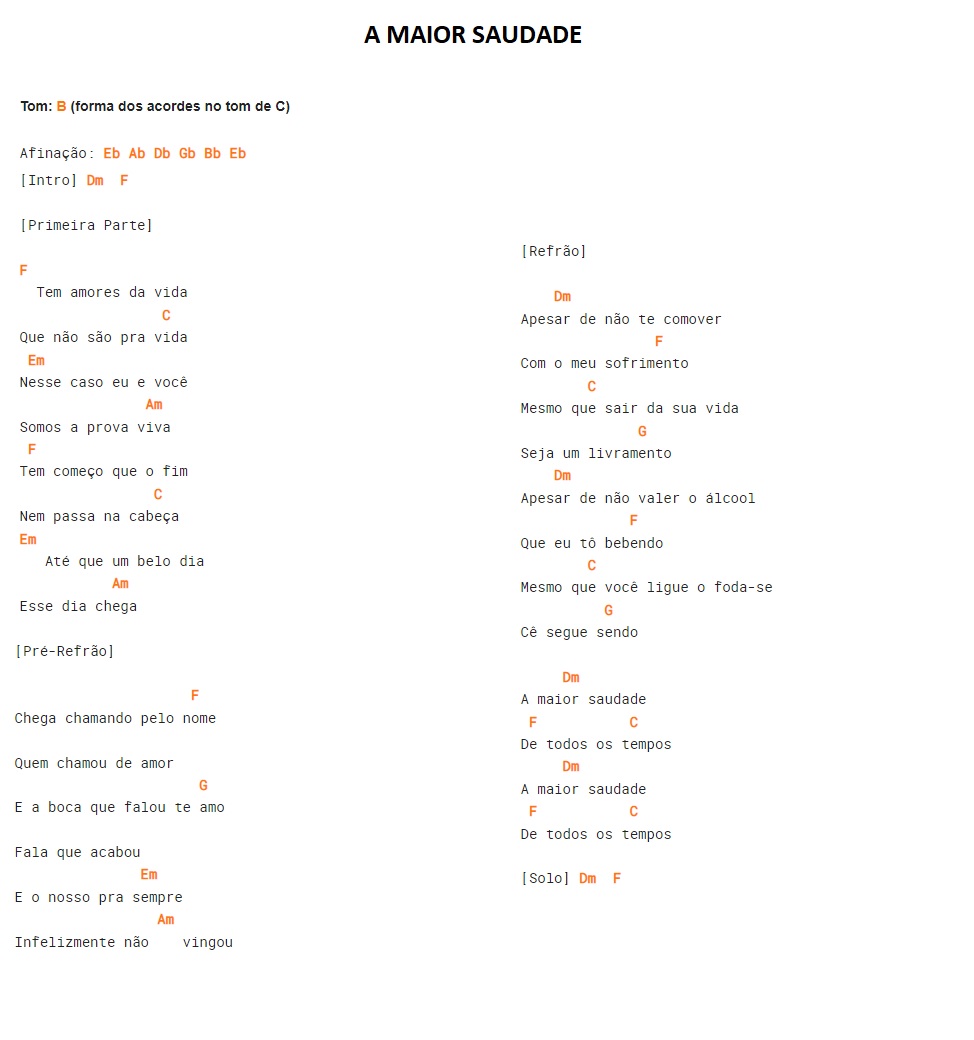 A MAIOR SAUDADE
Tom: B (forma dos acordes no tom de C)
Afinação: Eb Ab Db Gb Bb Eb
[Intro] Dm  F
[Primeira Parte]
F
  Tem amores da vida
                 C
Que não são pra vida
 Em
Nesse caso eu e você
               Am
Somos a prova viva
 F
Tem começo que o fim
                C
Nem passa na cabeça
Em
   Até que um belo dia
           Am
Esse dia chega
[Pré-Refrão]
                     F
Chega chamando pelo nome
Quem chamou de amor
                      G
E a boca que falou te amo
Fala que acabou
               Em
E o nosso pra sempre
                 Am
Infelizmente não    vingou
[Refrão]
    Dm
Apesar de não te comover
                F
Com o meu sofrimento
        C
Mesmo que sair da sua vida
              G
Seja um livramento
    Dm
Apesar de não valer o álcool
             F
Que eu tô bebendo
        C
Mesmo que você ligue o foda-se
          G
Cê segue sendo
     Dm
A maior saudade
 F           C
De todos os tempos
     Dm
A maior saudade
 F           C
De todos os tempos
[Solo] Dm  F